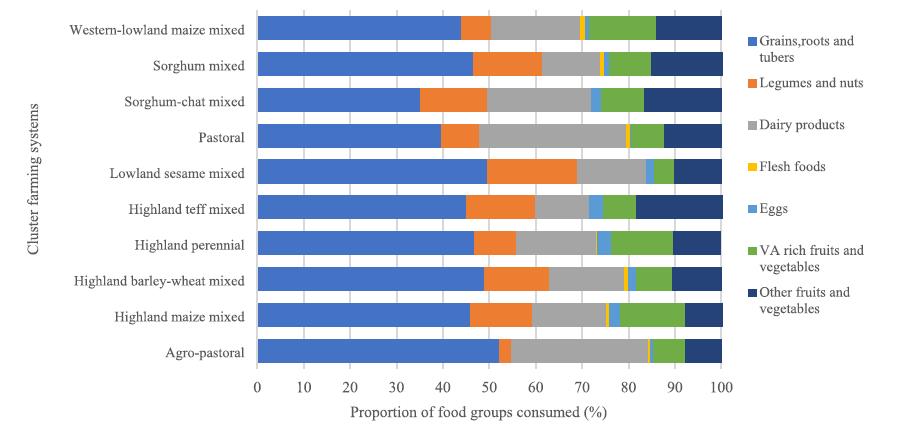 Cluster farming systems
Western-lowland maize mixed
Sorghum mixed
Sorghum-chat mixed
Pastoral
Lowland sesame mixed
Highland teff mixed
Highland perennial
Highland barley-wheat mixed
Highland maize mixed
Agro-pastoral
0 10 20 30 40 50 60 70 80 90 100
Proportion of food groups consumed (%)
Grains,roots and
tubers
Legumes and nuts
Dairy products
Flesh foods
Eggs
VA rich fruits and
vegetables
Other fruits and
vegetables